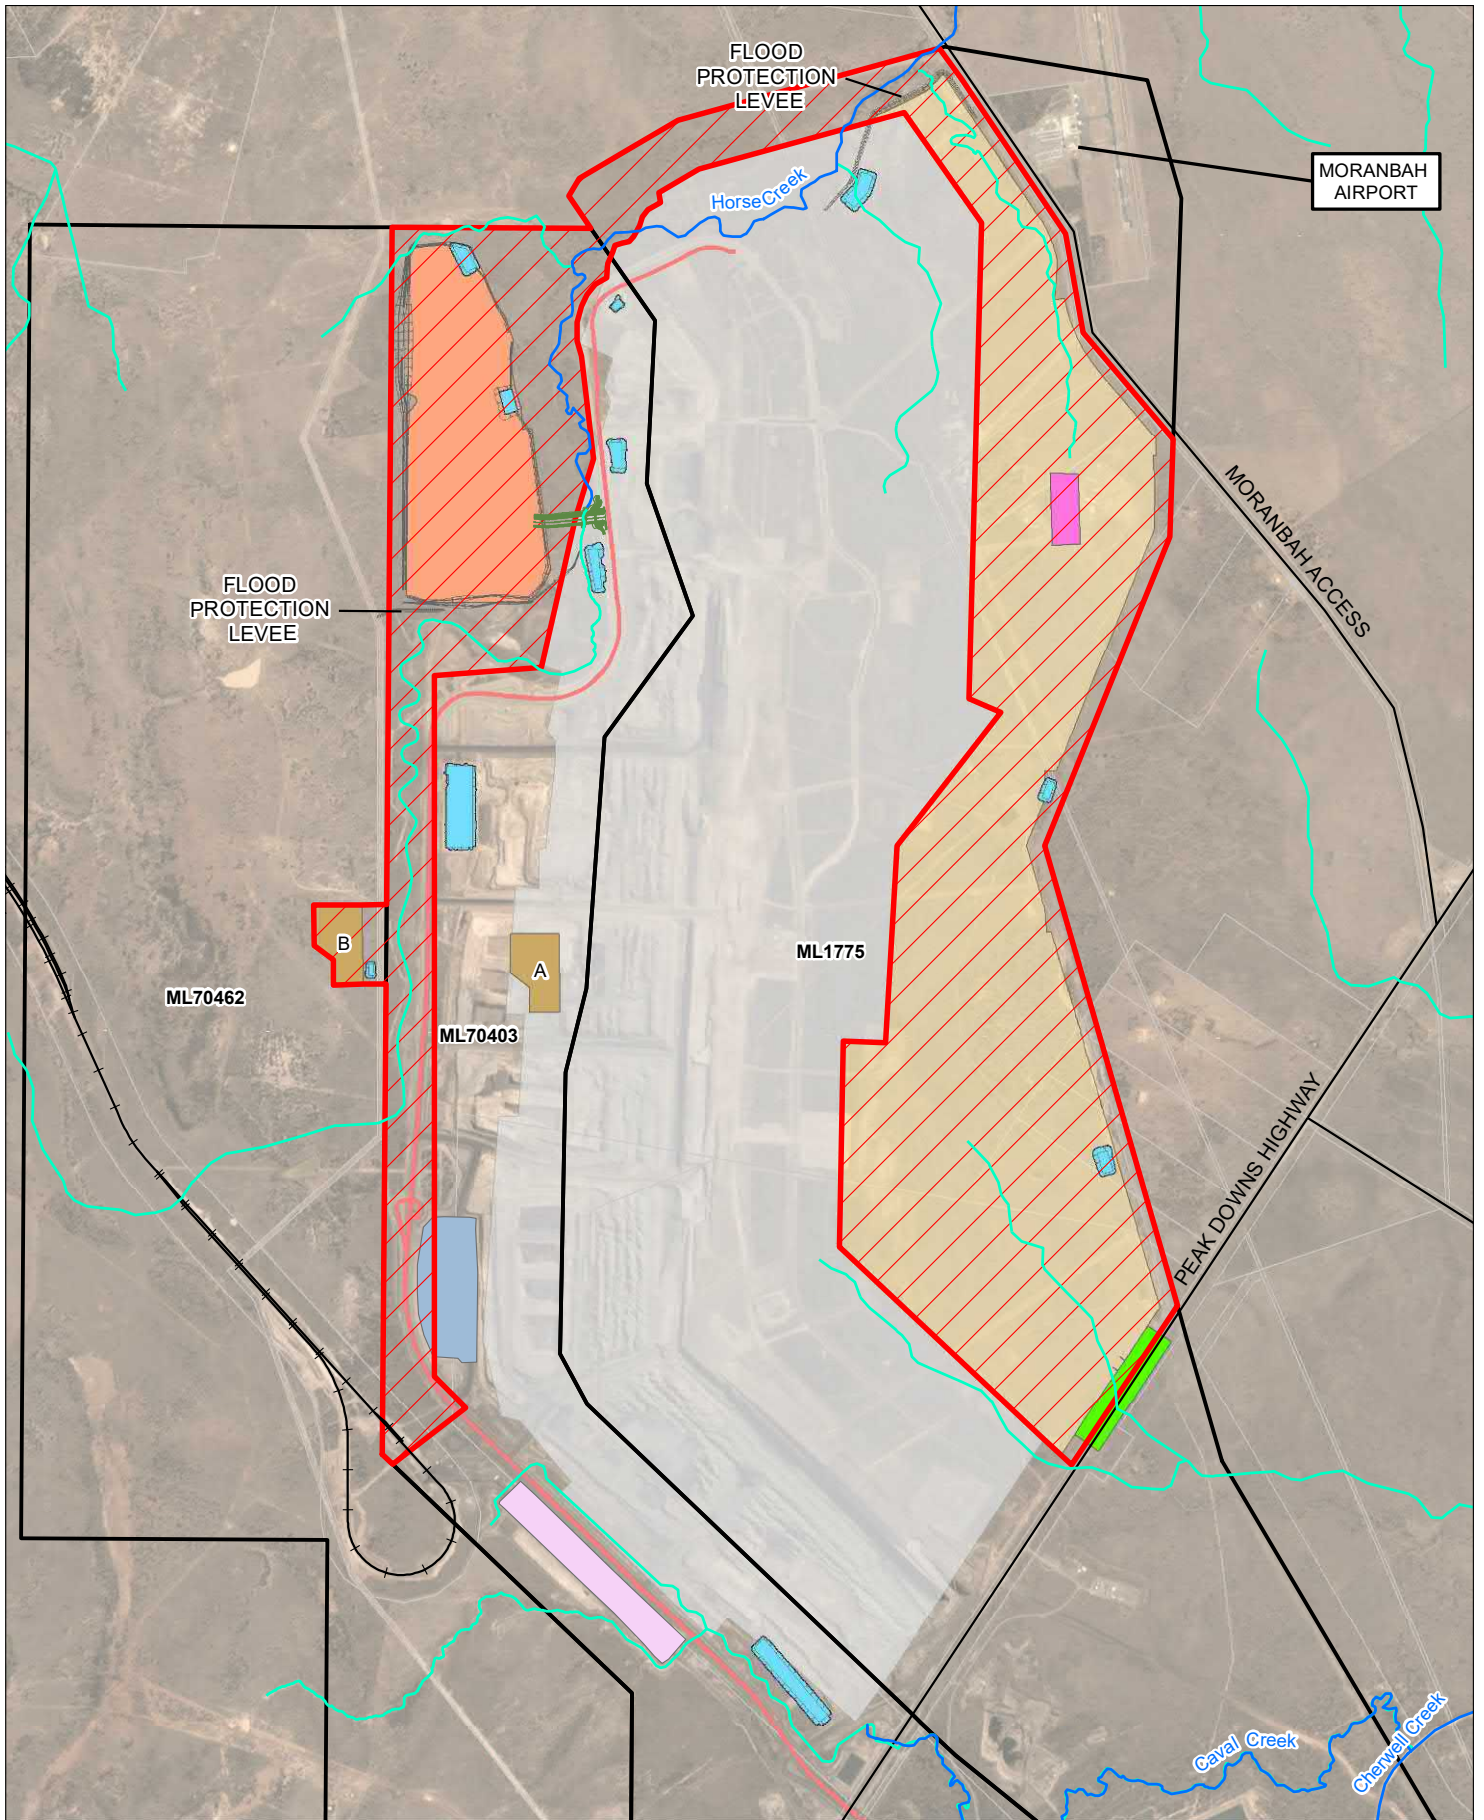 FLOOD
PROTECTION
LEVEE
MORANBAH
AIRPORT
HorseCreek
MORANBAH ACCESS
FLOOD
PROTECTION
LEVEE
B
A
ML1775
ML70462
ML70403
PEAK DOWNS HIGHWAY
Caval Creek
Cherwell Creek